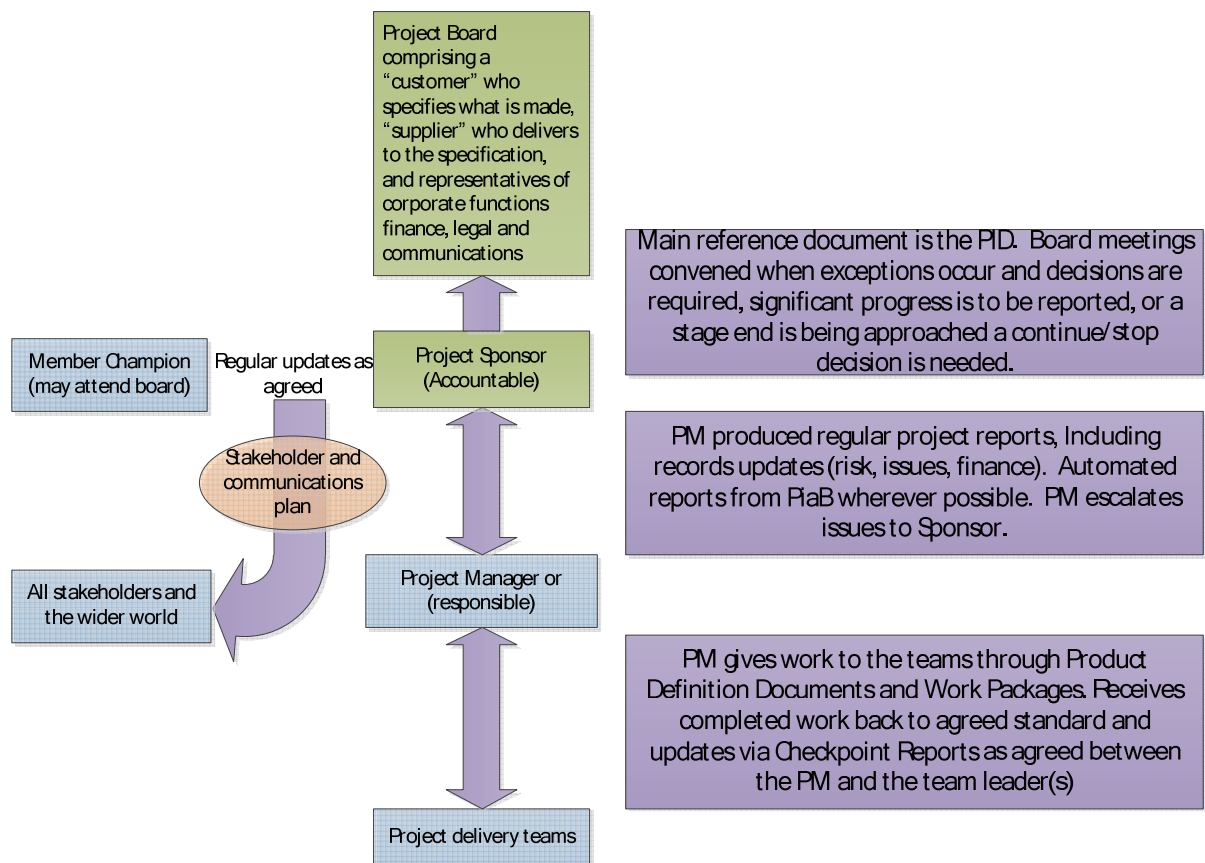 Project Board
comprising a
“customer” who
specifies what is made,
“supplier” who delivers
to the specification,
and representatives of
corporate functions
finance, legal and
communications
Main reference document is the PID. Board meetings
convened when exceptions occur and decisions are
required, significant progress is to be reported, or a
stage end is being approached a continue/stop
decision is needed.
Member Champion
(may attend board)
Regular updates as
agreed
Project Sponsor
(Accountable)
Stakeholder and
communications
plan
PM produced regular project reports, Including
records updates (risk, issues, finance). Automated
reports from PiaB wherever possible. PM escalates
issues to Sponsor.
All stakeholders and
the wider world
Project Manager or
(responsible)
PM gives work to the teams through Product
Definition Documents and Work Packages. Receives
completed work back to agreed standard and
updates via Checkpoint Reports as agreed between
the PM and the team leader(s)
Project delivery teams